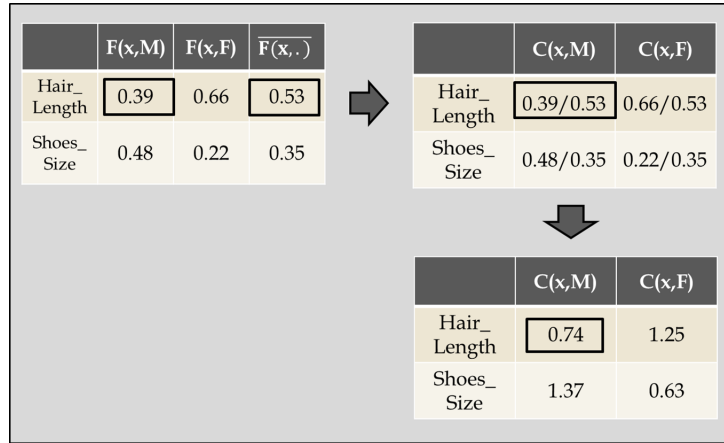 F(x,M) F(x,F) F(x,.)
Hair_
Length 0.39 0.66 0.53
Shoes_
Size 0.48 0.22 0.35
C(x,M) C(x,F)
Hair_
Length 0.39/0.53 0.66/0.53
Shoes_
Size 0.48/0.35 0.22/0.35
C(x,M) C(x,F)
Hair_
Length 0.74 1.25
Shoes_
Size 1.37 0.63